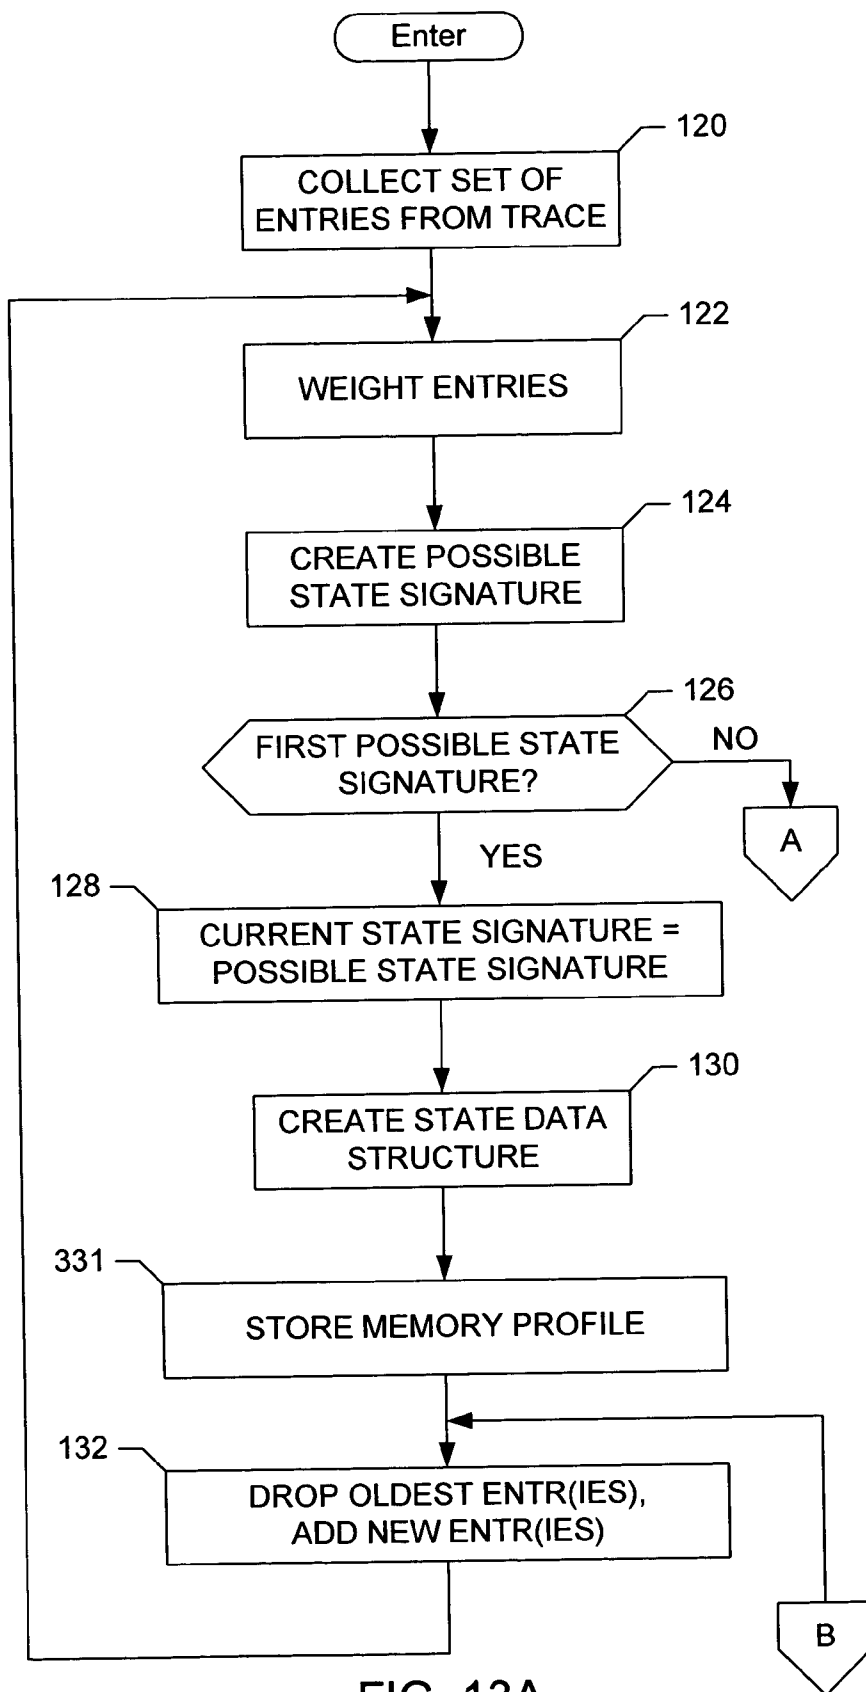 Enter
120
COLLECT SET OF
ENTRIES FROM TRACE
122
WEIGHT ENTRIES
124
CREATE POSSIBLE
STATE SIGNATURE
126
FIRST POSSIBLE STATE
SIGNATURE?
NO
A
YES
128
CURRENT STATE SIGNATURE =
POSSIBLE STATE SIGNATURE
130
CREATE STATE DATA
STRUCTURE
331
STORE MEMORY PROFILE
132
DROP OLDEST ENTR(IES),
ADD NEW ENTR(IES)
B
FIG. 13A